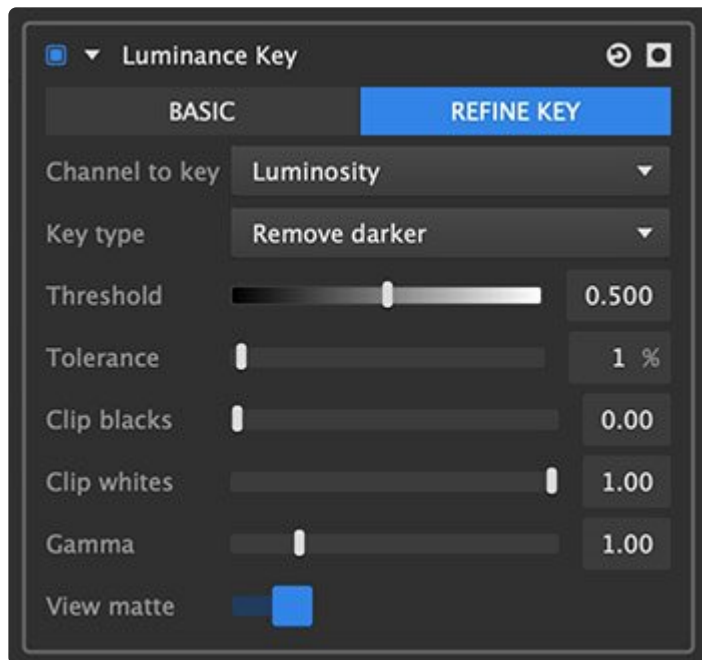 Luminance Key
BASIC REFINE KEY
Channel to key Luminosity
Key type Remove darker
Threshold 0.500
Tolerance 1 %
Clip blacks 0.00
Clip whites 1.00
Gamma 1.00
View matte